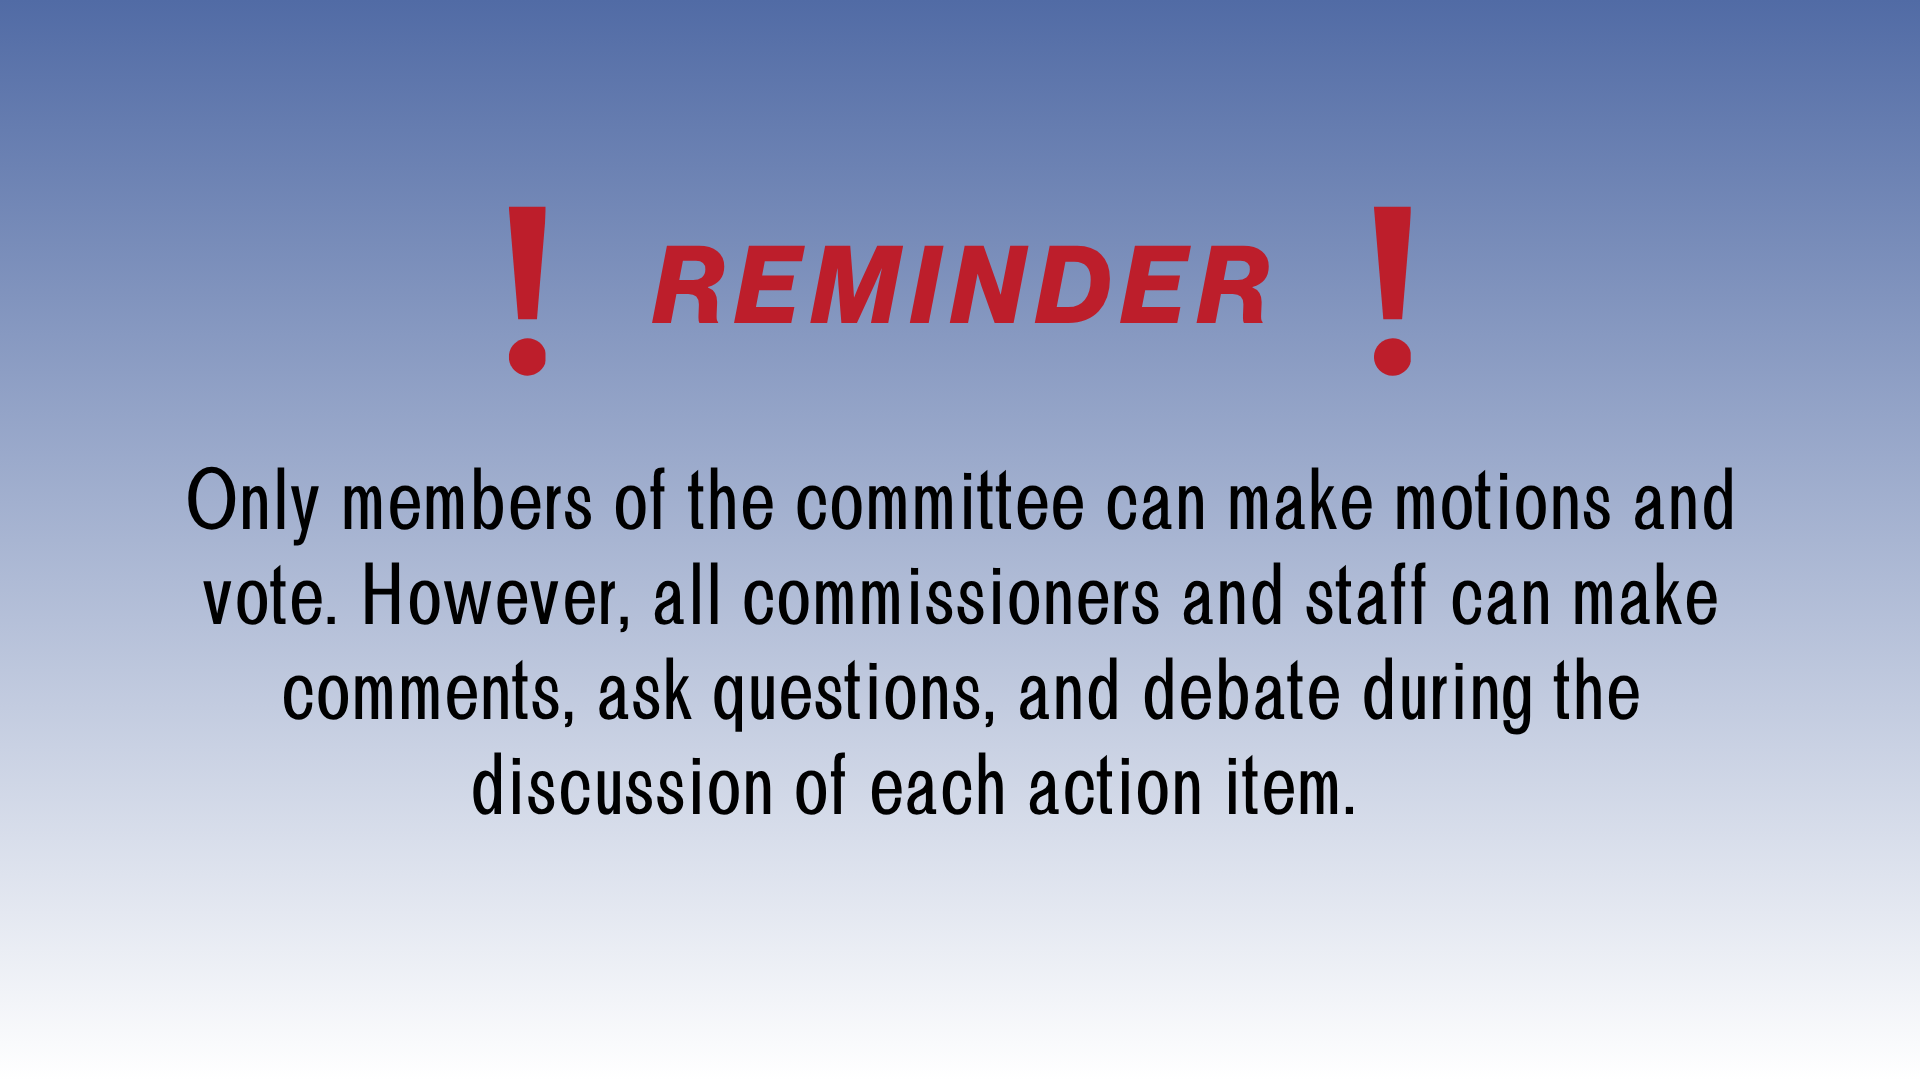 ! REMINDER !
Only members of the committee can make motions and
vote. However, all commissioners and staff can make
comments, ask questions, and debate during the
discussion of each action item.